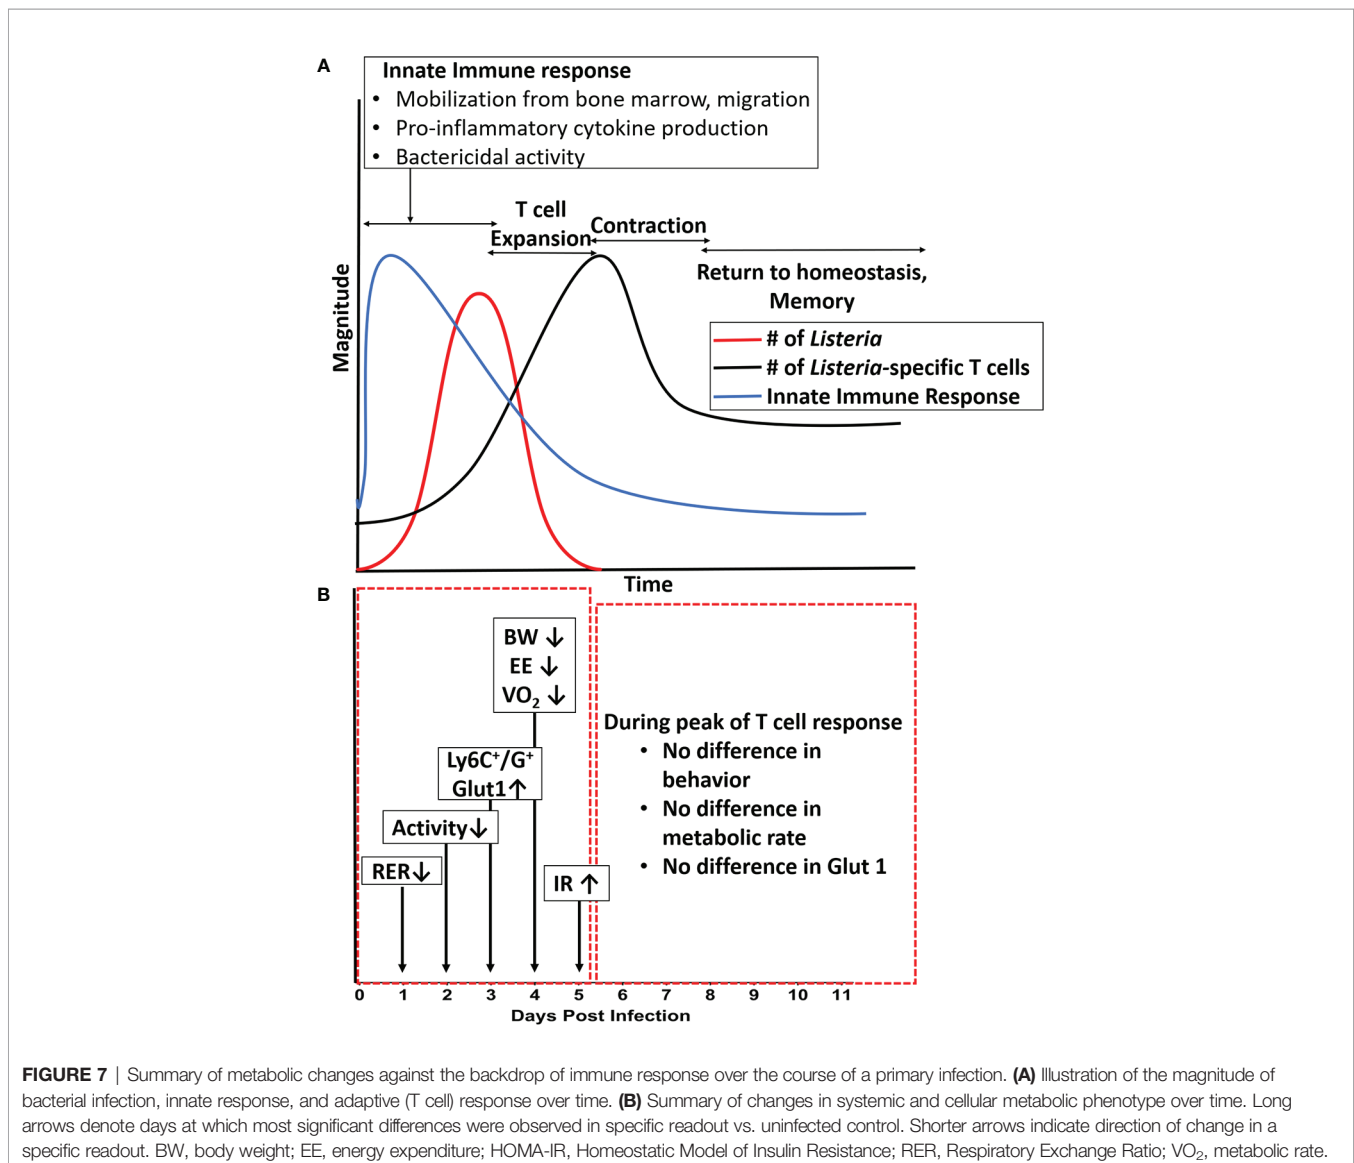 A
Innate Immune response
• Mobilization from bone marrow, migration
• Pro-inflammatory cytokine production
• Bactericidal activity
T cell
Expansion
Contraction
Return to homeostasis,
Memory
Magnitude
# of Listeria
# of Listeria-specific T cells
Innate Immune Response
Time
B
BW ↓
EE ↓
VO₂ ↓
Ly6C⁺/G⁺
Glut1↑
Activity↓
RER↓
IR ↑
During peak of T cell response
• No difference in
behavior
• No difference in
metabolic rate
• No difference in Glut 1
0 1 2 3 4 5 6 7 8 9 10 11
Days Post Infection
FIGURE 7 | Summary of metabolic changes against the backdrop of immune response over the course of a primary infection. (A) Illustration of the magnitude of
bacterial infection, innate response, and adaptive (T cell) response over time. (B) Summary of changes in systemic and cellular metabolic phenotype over time. Long
arrows denote days at which most significant differences were observed in specific readout vs. uninfected control. Shorter arrows indicate direction of change in a
specific readout. BW, body weight; EE, energy expenditure; HOMA-IR, Homeostatic Model of Insulin Resistance; RER, Respiratory Exchange Ratio; VO₂, metabolic rate.